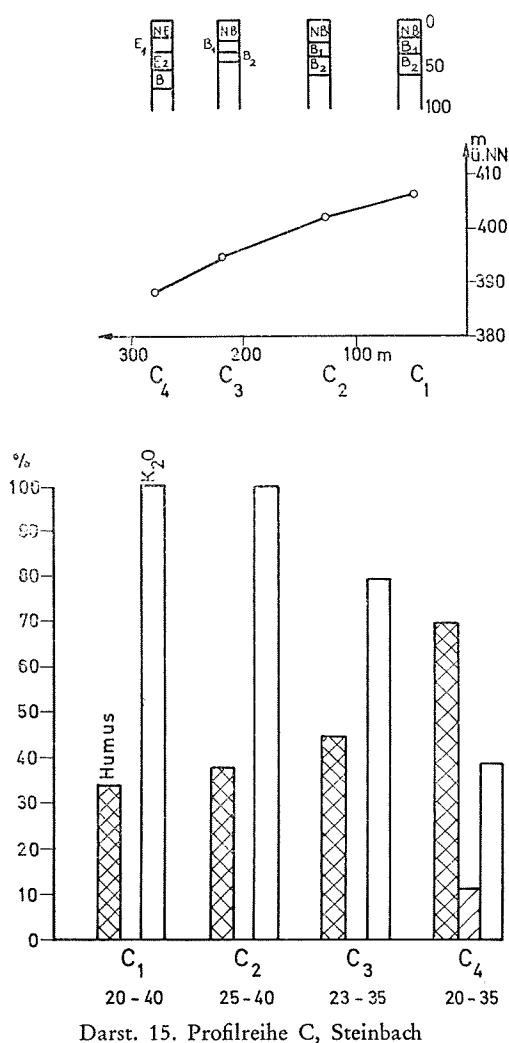 NE NB NB NB 0
E₁ B₁ B₁ B₁
E₂ B₂ B₂ B₂ 50
B
100
m
ü.NN
410
400
390
380
300 200 100 m
C₄ C₃ C₂ C₁
%
K₂O
100
90
80
70
60
50
Humus
40
30
20
10
0
C₁ C₂ C₃ C₄
20-40 25-40 23-35 20-35
Darst. 15. Profilreihe C, Steinbach